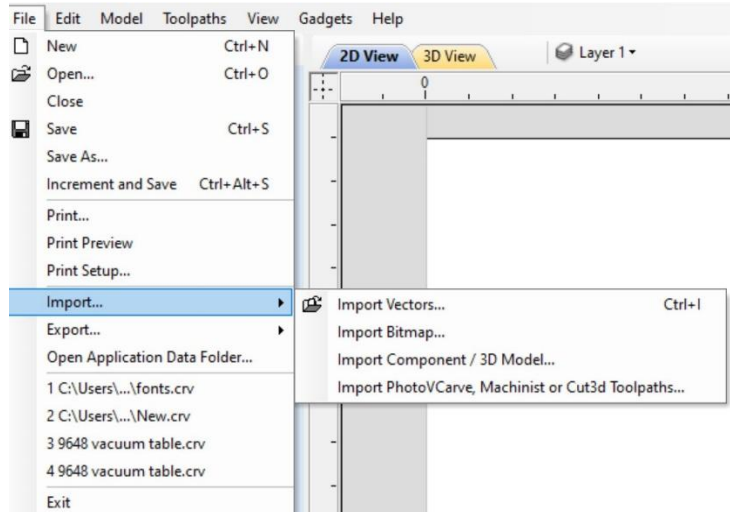 File Edit Model Toolpaths View Gadgets Help
New Ctrl+N
Open... Ctrl+O
Close
Save Ctrl+S
Save As...
Increment and Save Ctrl+Alt+S
Print...
Print Preview
Print Setup...
Import...
Export...
Open Application Data Folder...
1 C:\Users\...\fonts.crv
2 C:\Users\...\New.crv
3 9648 vacuum table.crv
4 9648 vacuum table.crv
Exit
2D View 3D View Layer 1
0
Import Vectors... Ctrl+I
Import Bitmap...
Import Component / 3D Model...
Import PhotoVCarve, Machinist or Cut3d Toolpaths...